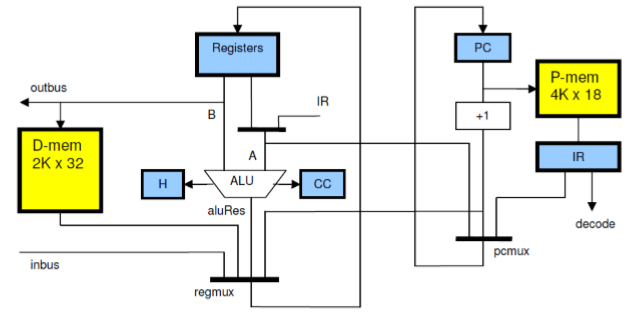 Registers
PC
P-mem
4K x 18
outbus
IR
B
+1
D-mem
2K x 32
A
IR
H
ALU
CC
aluRes
decode
inbus
pcmux
regmux